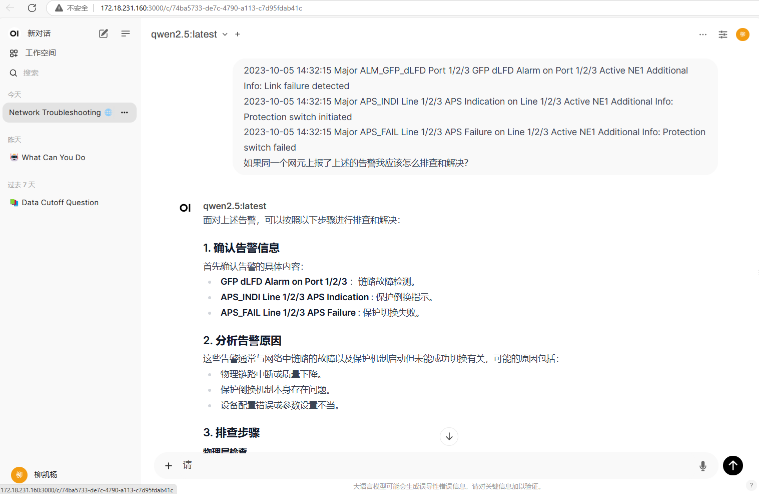 不安全 172.18.231.160:3000/c/74ba5733-de7c-4790-a113-c7d95fdab41c
OI 新对话
工作空间
搜索
今天
Network Troubleshooting
昨天
What Can You Do
过去 7 天
Data Cutoff Question
qwen2.5:latest
2023-10-05 14:32:15 Major ALM_GFP_dLFD Port 1/2/3 GFP dLFD Alarm on Port 1/2/3 Active NE1 Additional
Info: Link failure detected
2023-10-05 14:32:15 Major APS_INDI Line 1/2/3 APS Indication on Line 1/2/3 Active NE1 Additional Info:
Protection switch initiated
2023-10-05 14:32:15 Major APS_FAIL Line 1/2/3 APS Failure on Line 1/2/3 Active NE1 Additional Info: Protection
switch failed
如果同一个网元上报了上述的告警我应该怎么排查和解决?
OI qwen2.5:latest
面对上述告警，可以按照以下步骤进行排查和解决：
1. 确认告警信息
首先确认告警的具体内容：
GFP dLFD Alarm on Port 1/2/3 ：链路故障检测。
APS_INDI Line 1/2/3 APS Indication : 保护倒换指示。
APS_FAIL Line 1/2/3 APS Failure : 保护切换失败。
2. 分析告警原因
这些告警通常与网络中链路的故障以及保护机制启动但未能成功切换有关，可能的原因包括：
物理链路中断或质量下降。
保护倒换机制本身存在问题。
设备配置错误或参数设置不当。
3. 排查步骤
物理层检查
请
柳凯杨
172.18.231.160:3000/c/74ba5733-de7c-4790-a113-c7d95fdab41c
大语言模型可能会生成误导性错误信息，请对关键信息加以验证。